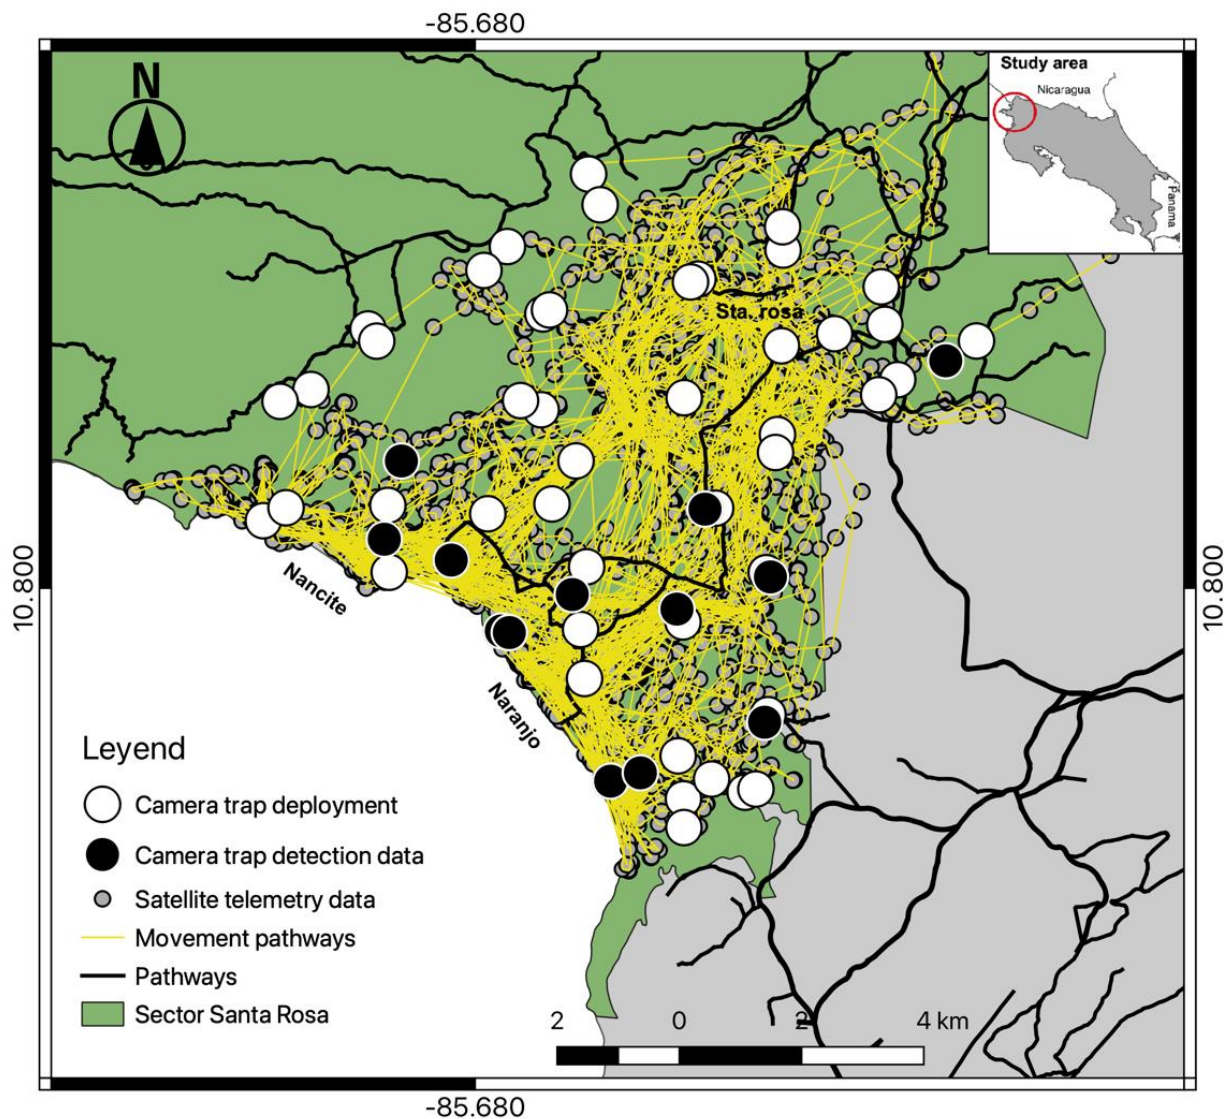 -85.680
N
Study area
Nicaragua
Panama
Sta. rosa
10.800
10.800
Nancite
Naranjo
Leyend
Camera trap deployment
Camera trap detection data
Satellite telemetry data
Movement pathways
Pathways
Sector Santa Rosa
2 0 2 4 km
-85.680